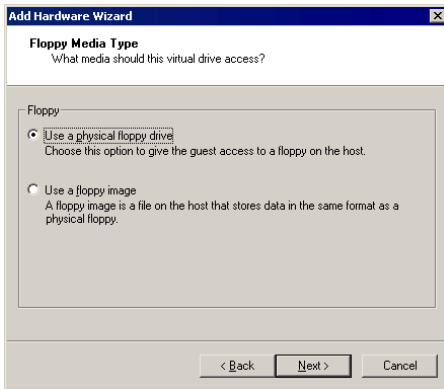 Add Hardware Wizard
Floppy Media Type
What media should this virtual drive access?
Floppy
Use a physical floppy drive
Choose this option to give the guest access to a floppy on the host.
Use a floppy image
A floppy image is a file on the host that stores data in the same format as a
physical floppy.
< Back
Next >
Cancel